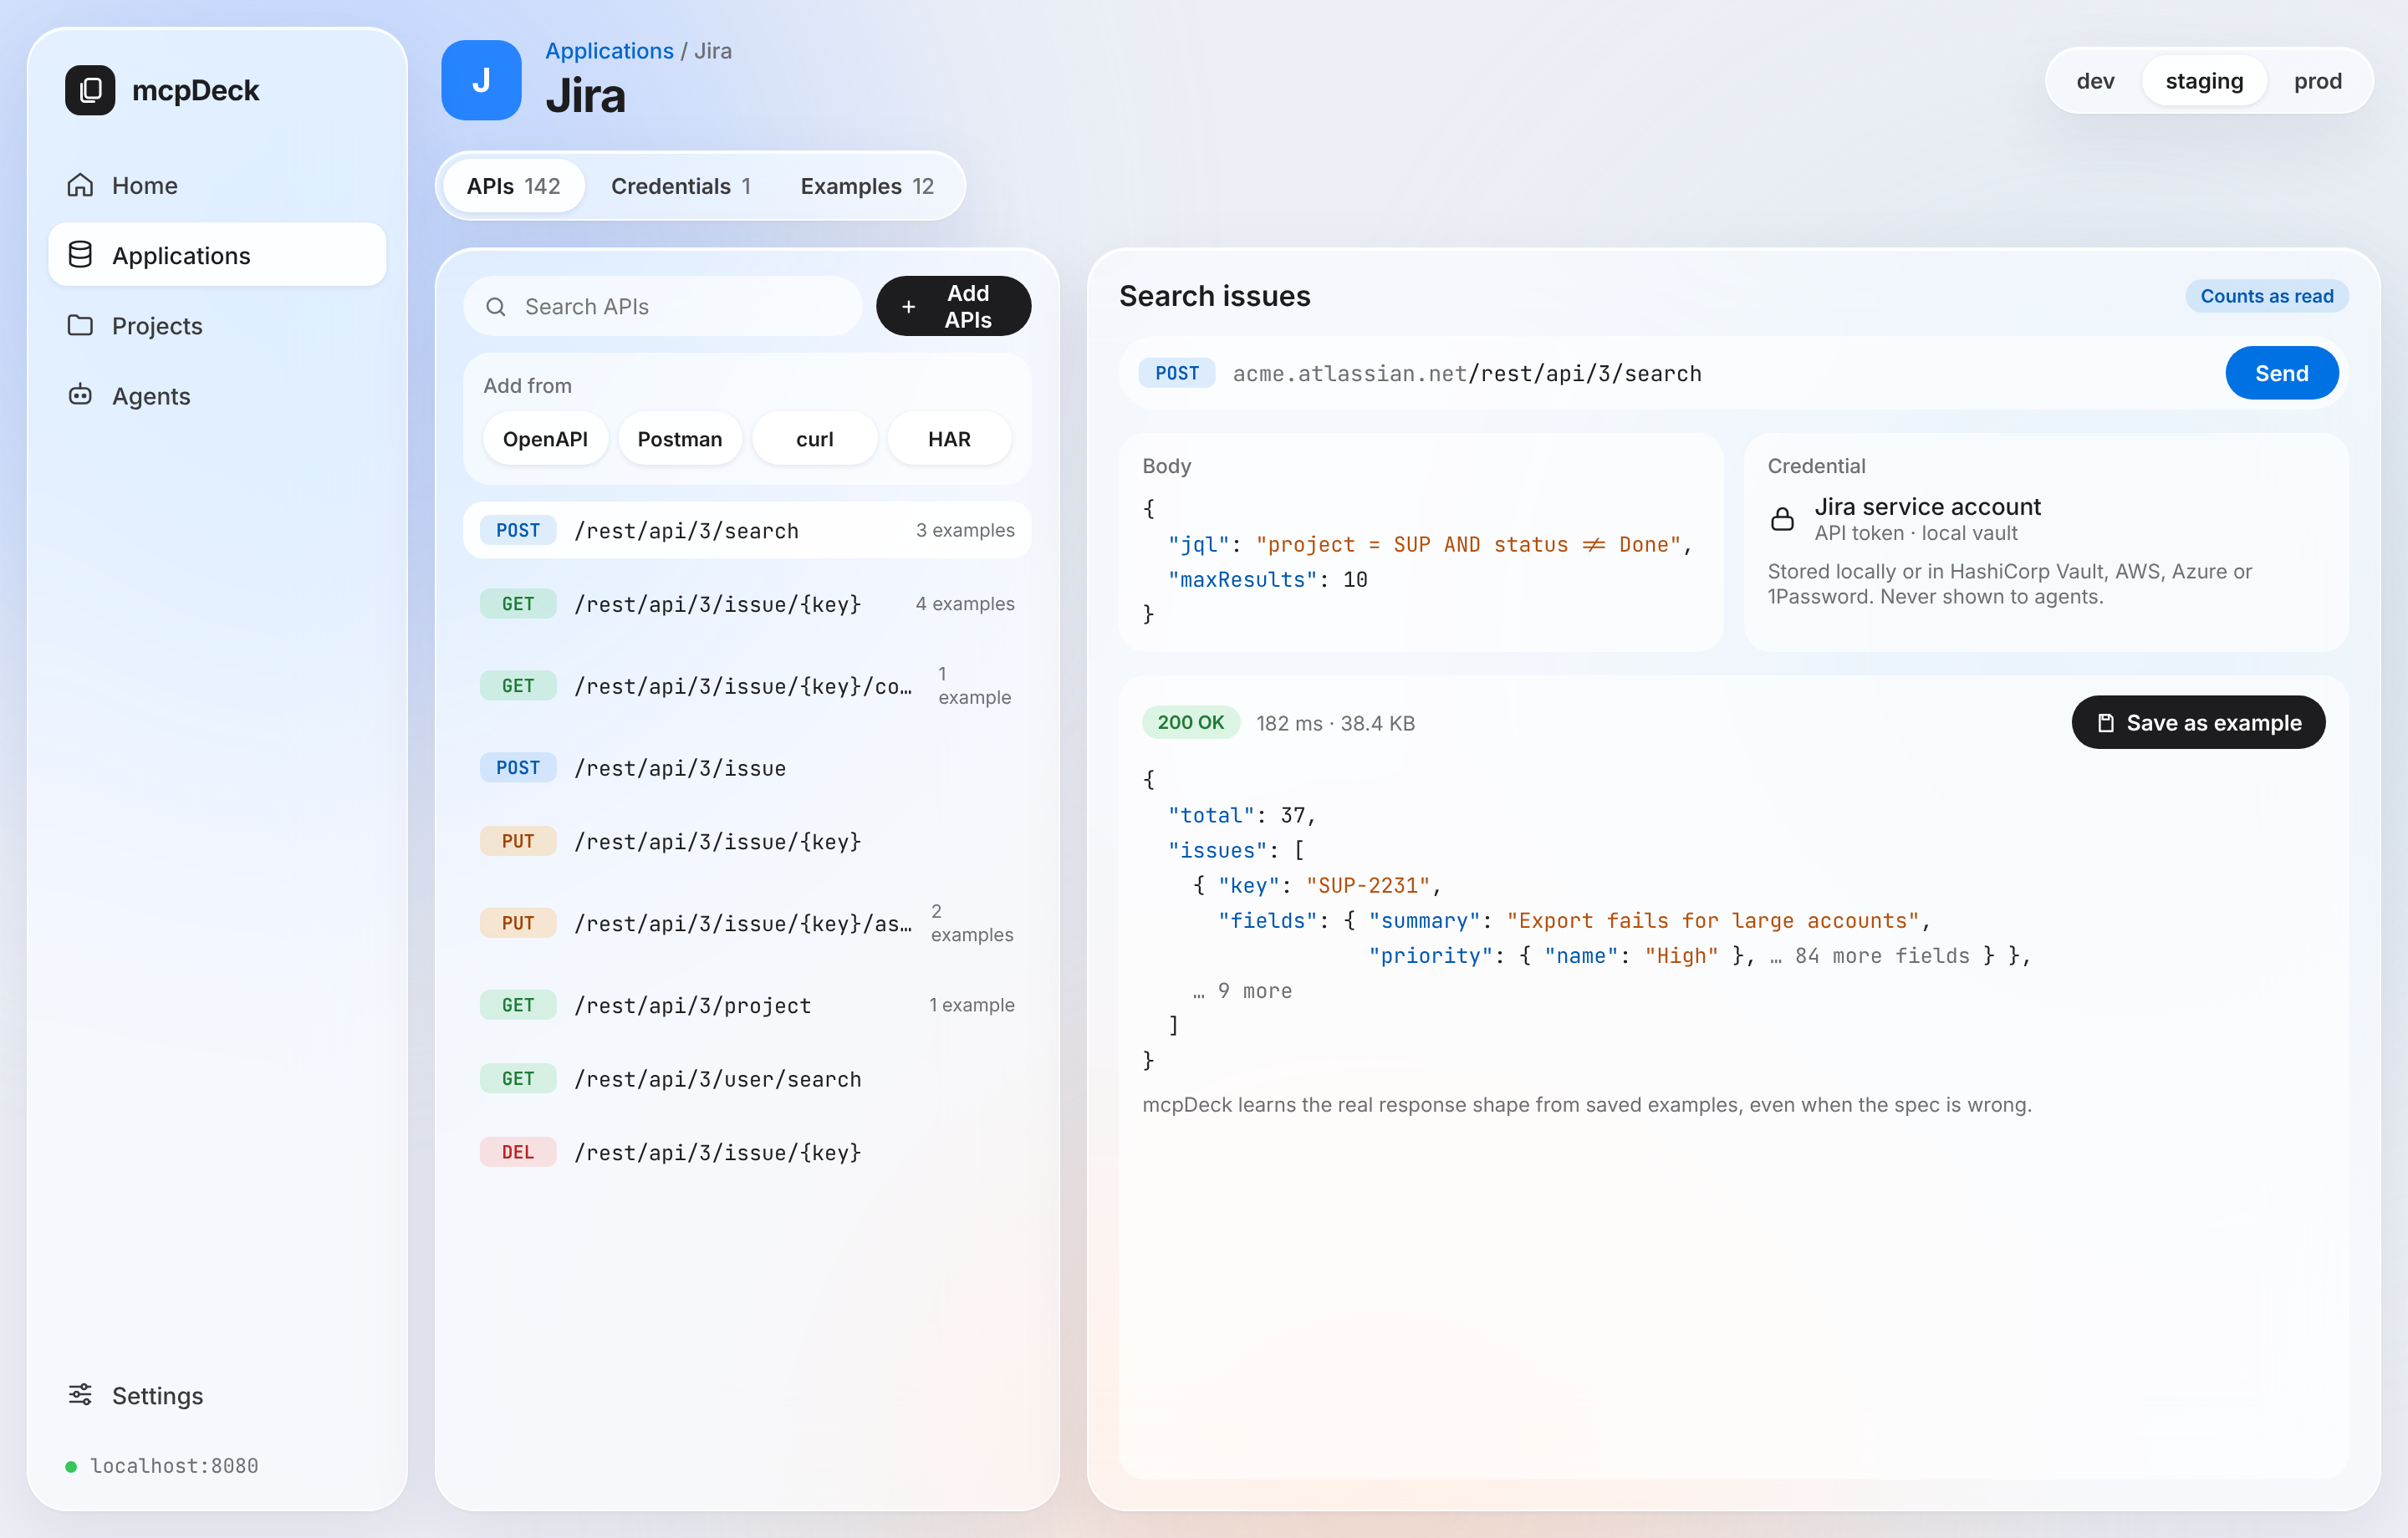 mcpDeck
Home
Applications
Projects
Agents
Settings
localhost:8080
J
Applications / Jira
Jira
dev
staging
prod
APIs 142
Credentials 1
Examples 12
Search APIs
+ Add
APIs
Add from
OpenAPI
Postman
curl
HAR
POST /rest/api/3/search 3 examples
GET /rest/api/3/issue/{key} 4 examples
GET /rest/api/3/issue/{key}/co… 1
example
POST /rest/api/3/issue
PUT /rest/api/3/issue/{key}
PUT /rest/api/3/issue/{key}/as… 2
examples
GET /rest/api/3/project 1 example
GET /rest/api/3/user/search
DEL /rest/api/3/issue/{key}
Search issues
Counts as read
POST acme.atlassian.net/rest/api/3/search
Send
Body
{
"jql": "project = SUP AND status ≠ Done",
"maxResults": 10
}
Credential
Jira service account
API token · local vault
Stored locally or in HashiCorp Vault, AWS, Azure or
1Password. Never shown to agents.
200 OK 182 ms · 38.4 KB
Save as example
{
"total": 37,
"issues": [
{ "key": "SUP-2231",
"fields": { "summary": "Export fails for large accounts",
"priority": { "name": "High" }, … 84 more fields } },
… 9 more
]
}
mcpDeck learns the real response shape from saved examples, even when the spec is wrong.